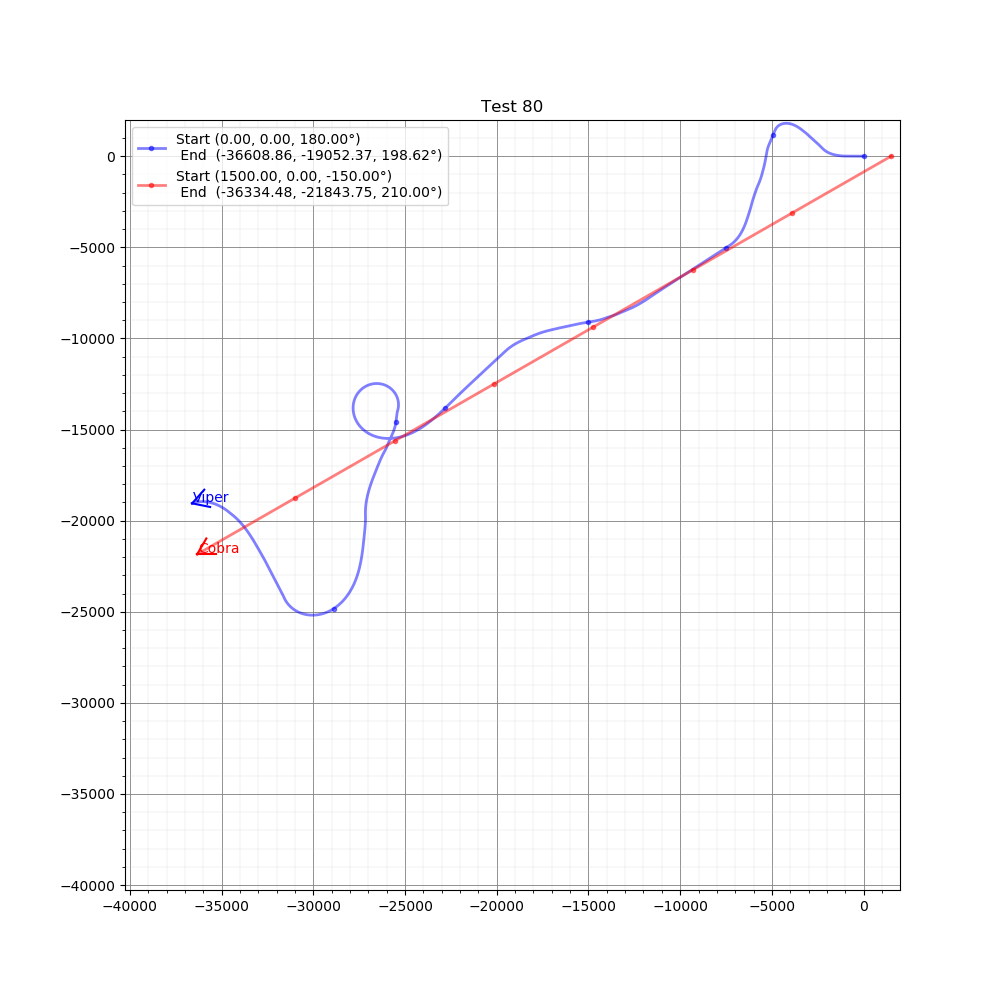 Test 80
Start (0.00, 0.00, 180.00°)
End  (-36608.86, -19052.37, 198.62°)
Start (1500.00, 0.00, -150.00°)
End  (-36334.48, -21843.75, 210.00°)
0
−5000
−10000
−15000
−20000
−25000
−30000
−35000
−40000
Viper
Cobra
−40000 −35000 −30000 −25000 −20000 −15000 −10000 −5000 0